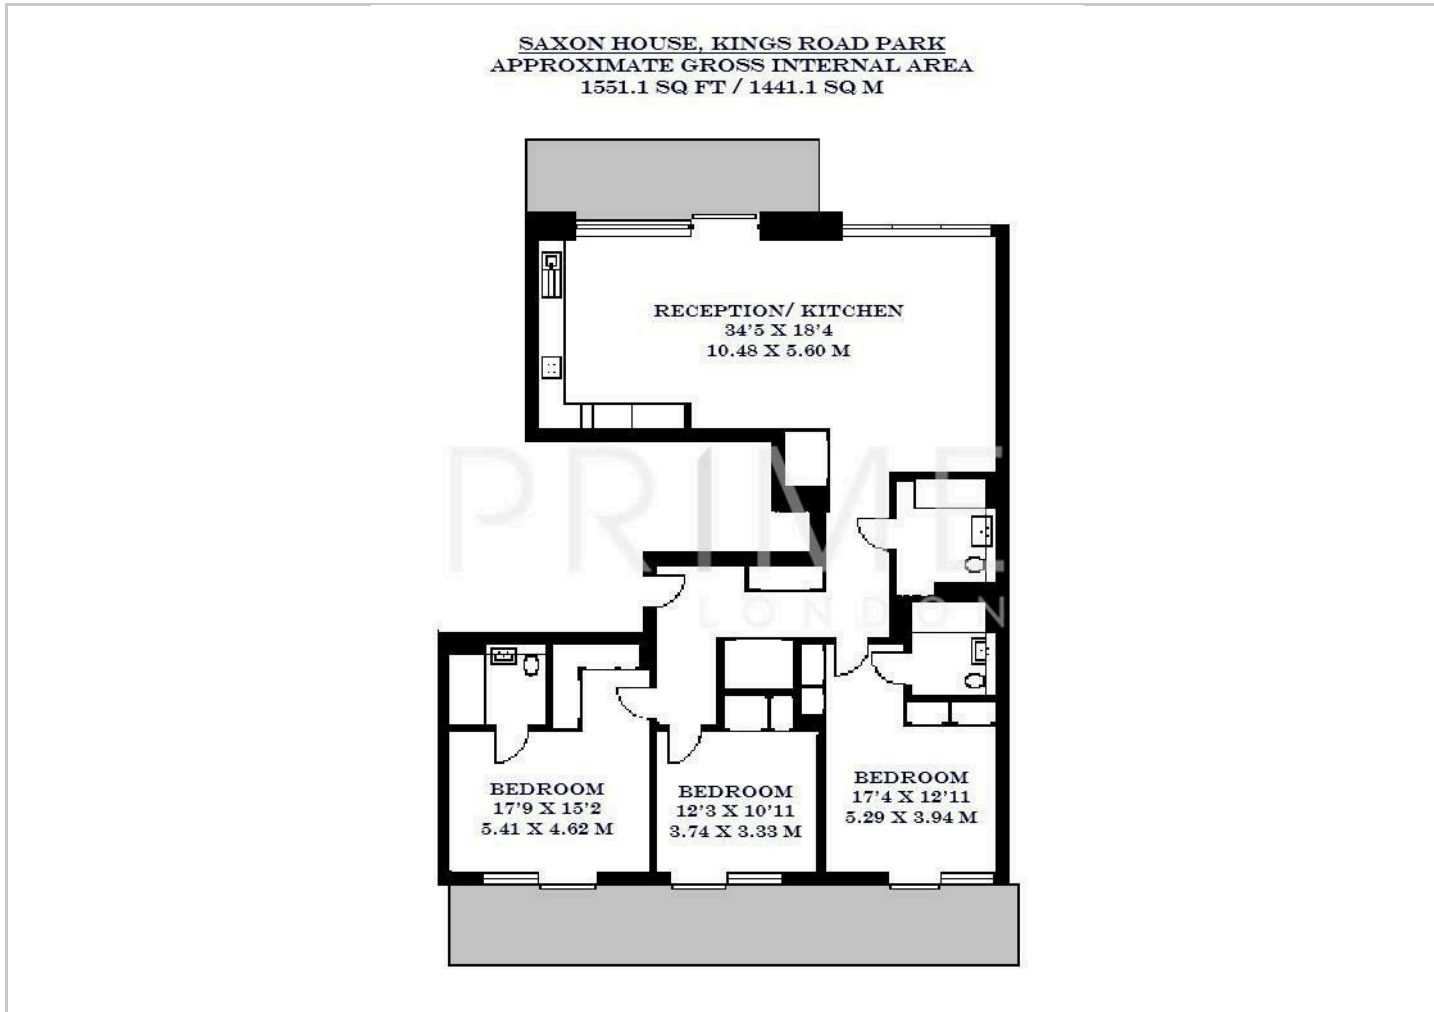 SAXON HOUSE, KINGS ROAD PARK
APPROXIMATE GROSS INTERNAL AREA
1551.1 SQ FT / 1441.1 SQ M
RECEPTION/ KITCHEN
34'5 X 18'4
10.48 X 5.60 M
PRIME
LONDON
BEDROOM
17'9 X 15'2
5.41 X 4.62 M
BEDROOM
12'3 X 10'11
3.74 X 3.33 M
BEDROOM
17'4 X 12'11
5.29 X 3.94 M